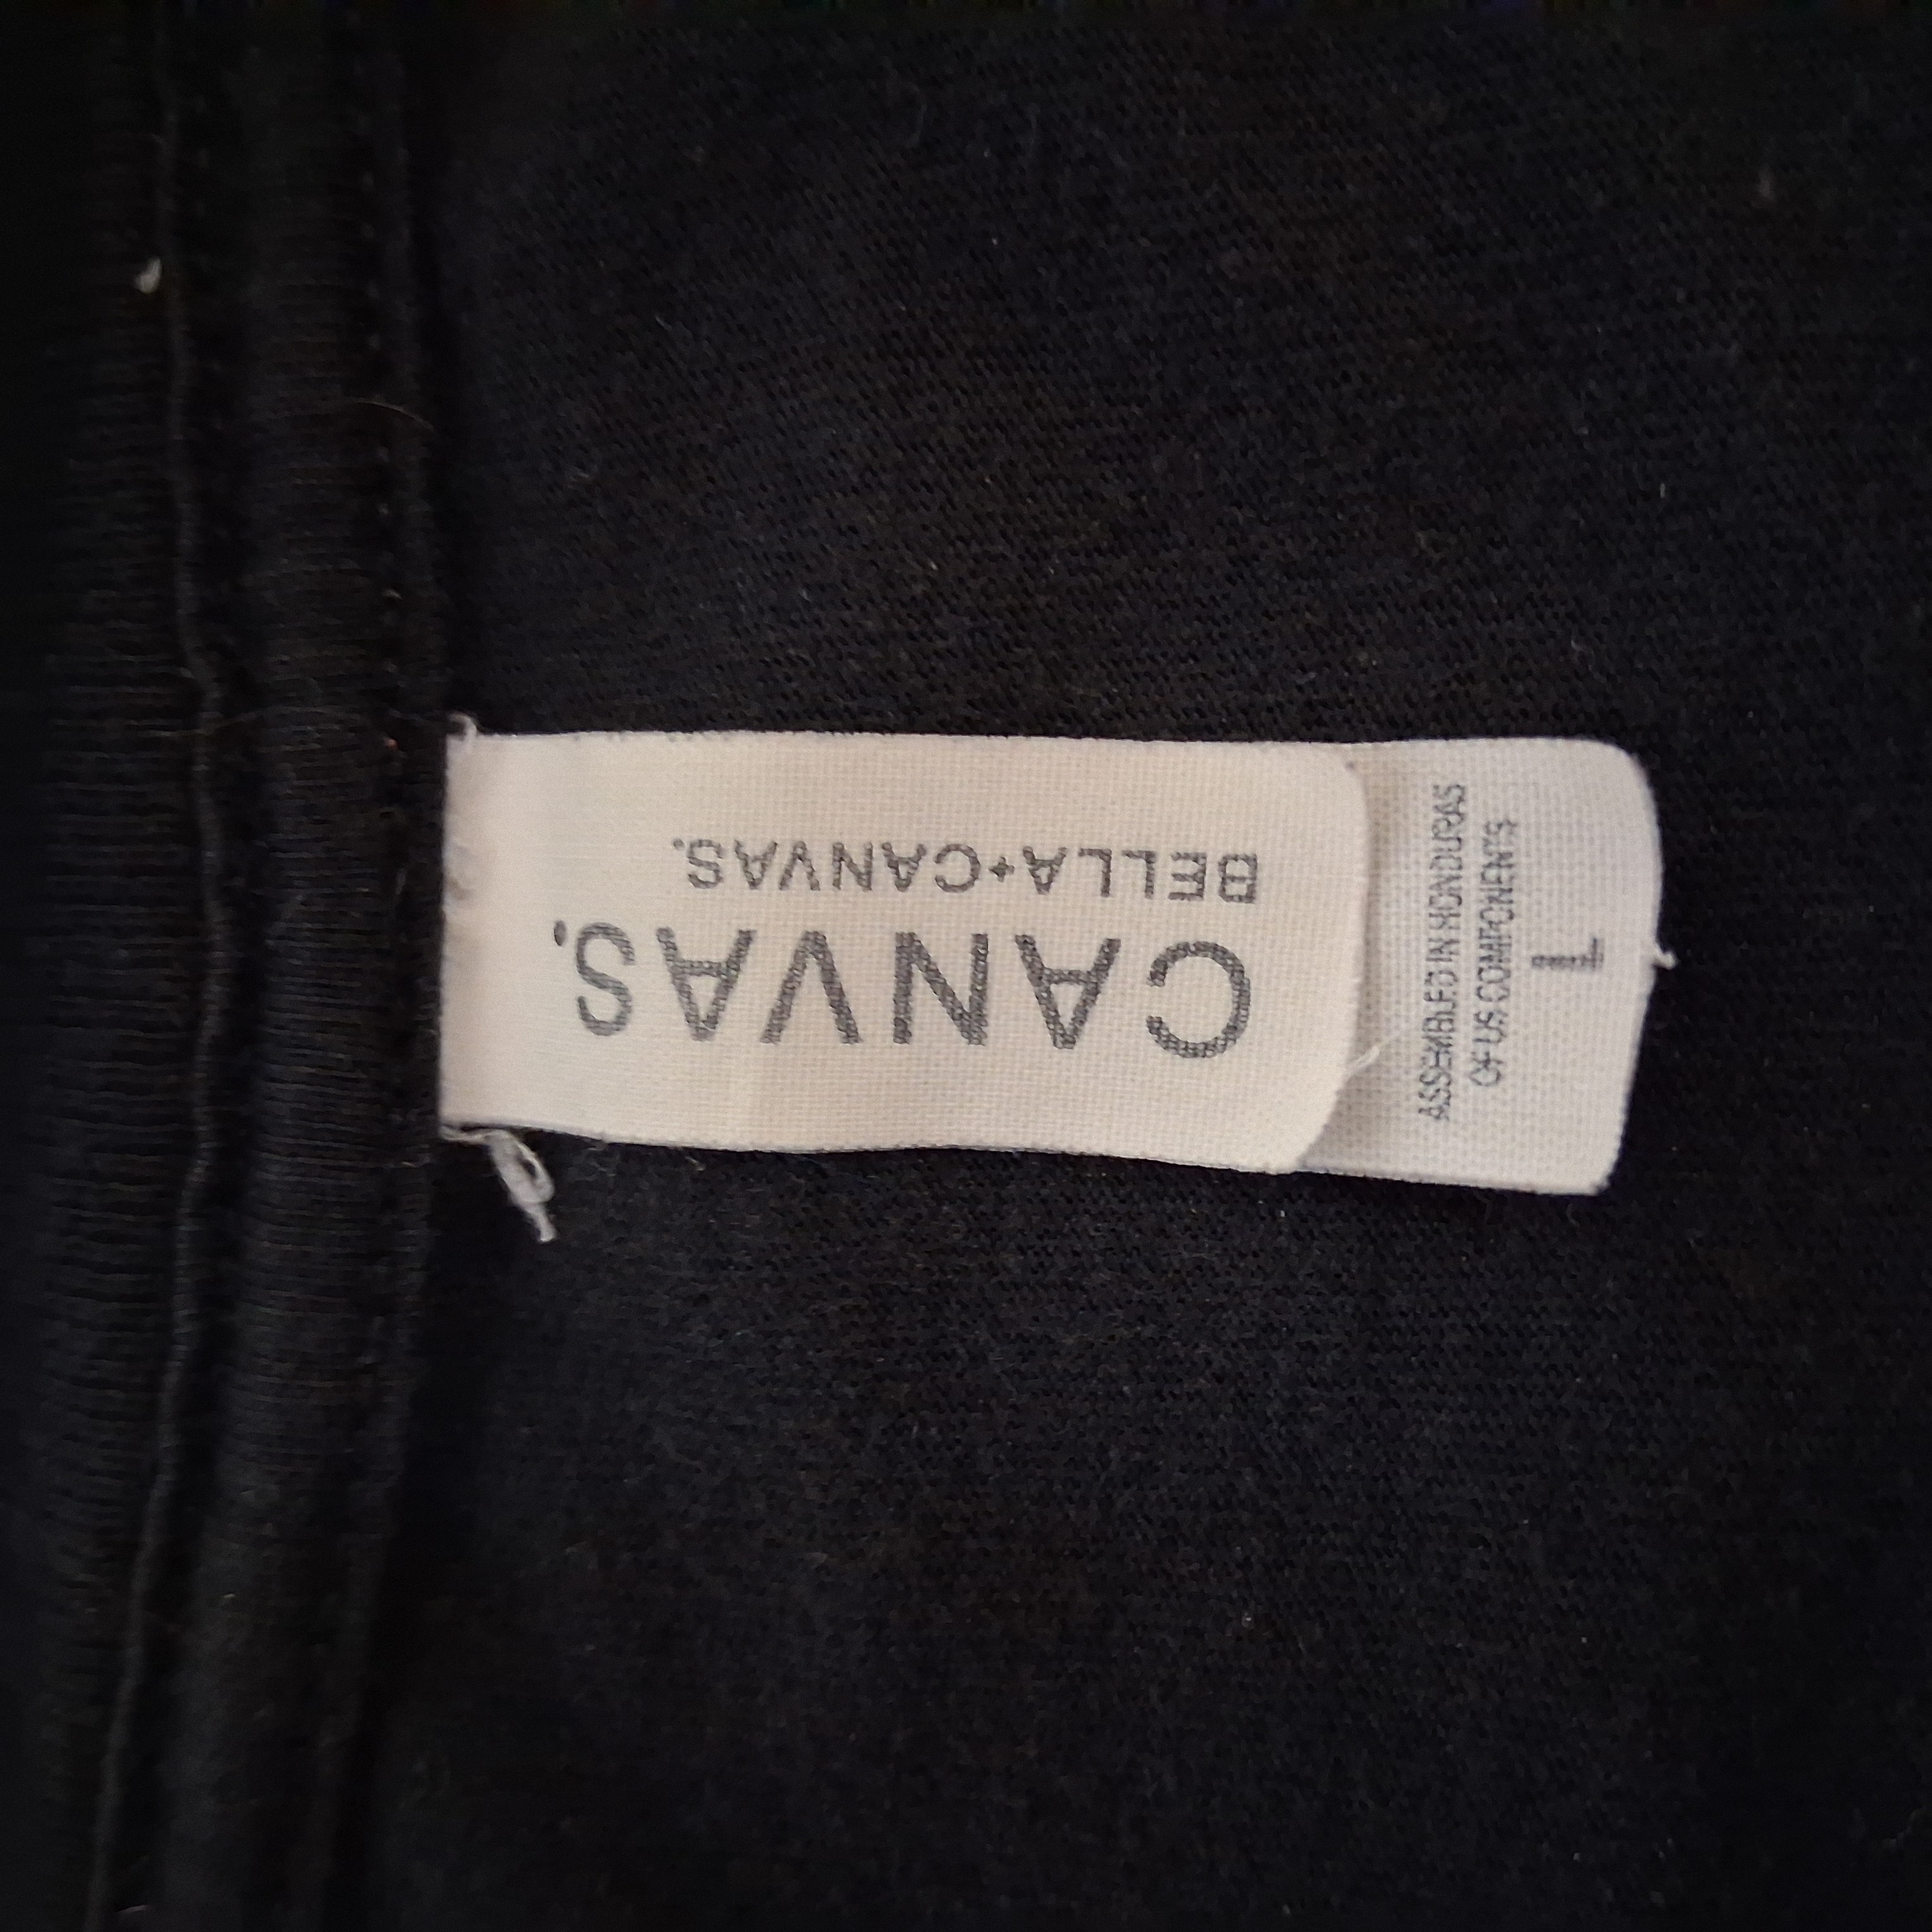 CANVAS.
BELLA+CANVAS.
ASSEMBLED IN HONDURAS
OF US COMPONENTS
L